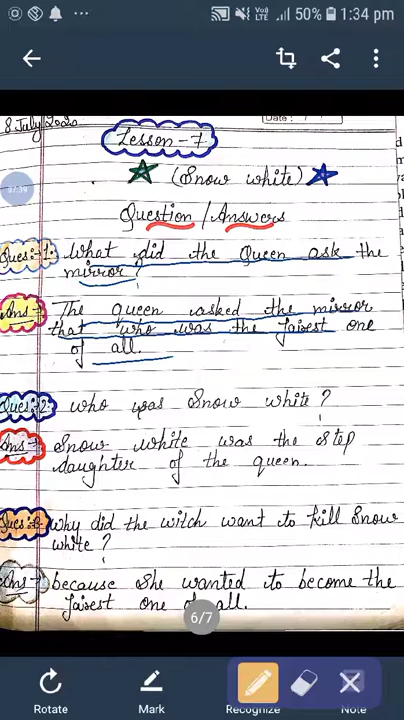 50% 1:34 pm
8 July 2020
Date :
Lesson - 7
(Snow white)
Question / Answers
Ques:- 1. What did the Queen ask the
mirror?
Ans → The queen asked the mirror
that "who was the faisest one
of all.
Ques:- 2. who was Snow white?
Ans → Snow white was the step
daughter of the queen.
Ques:- 3. why did the witch want to kill Snow
white?
Ans → because she wanted to become the
faisest one of all.
6/7
Rotate
Mark
Recognize
Note